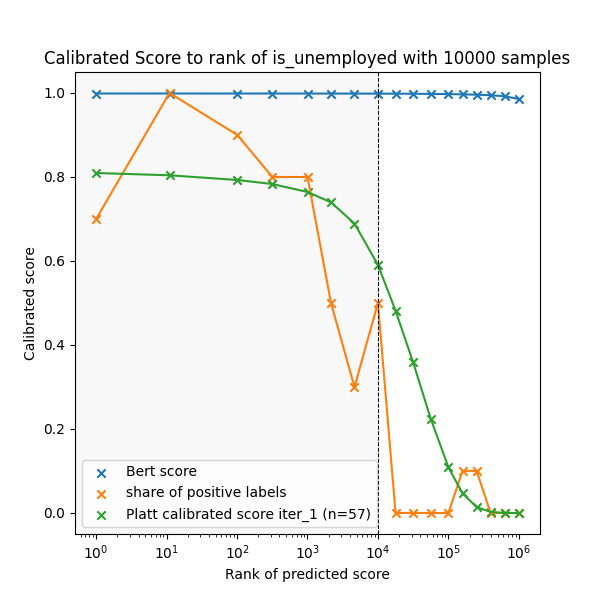 Calibrated Score to rank of is_unemployed with 10000 samples
Calibrated score
1.0
0.8
0.6
0.4
0.2
0.0
Bert score
share of positive labels
Platt calibrated score iter_1 (n=57)
10⁰ 10¹ 10² 10³ 10⁴ 10⁵ 10⁶
Rank of predicted score